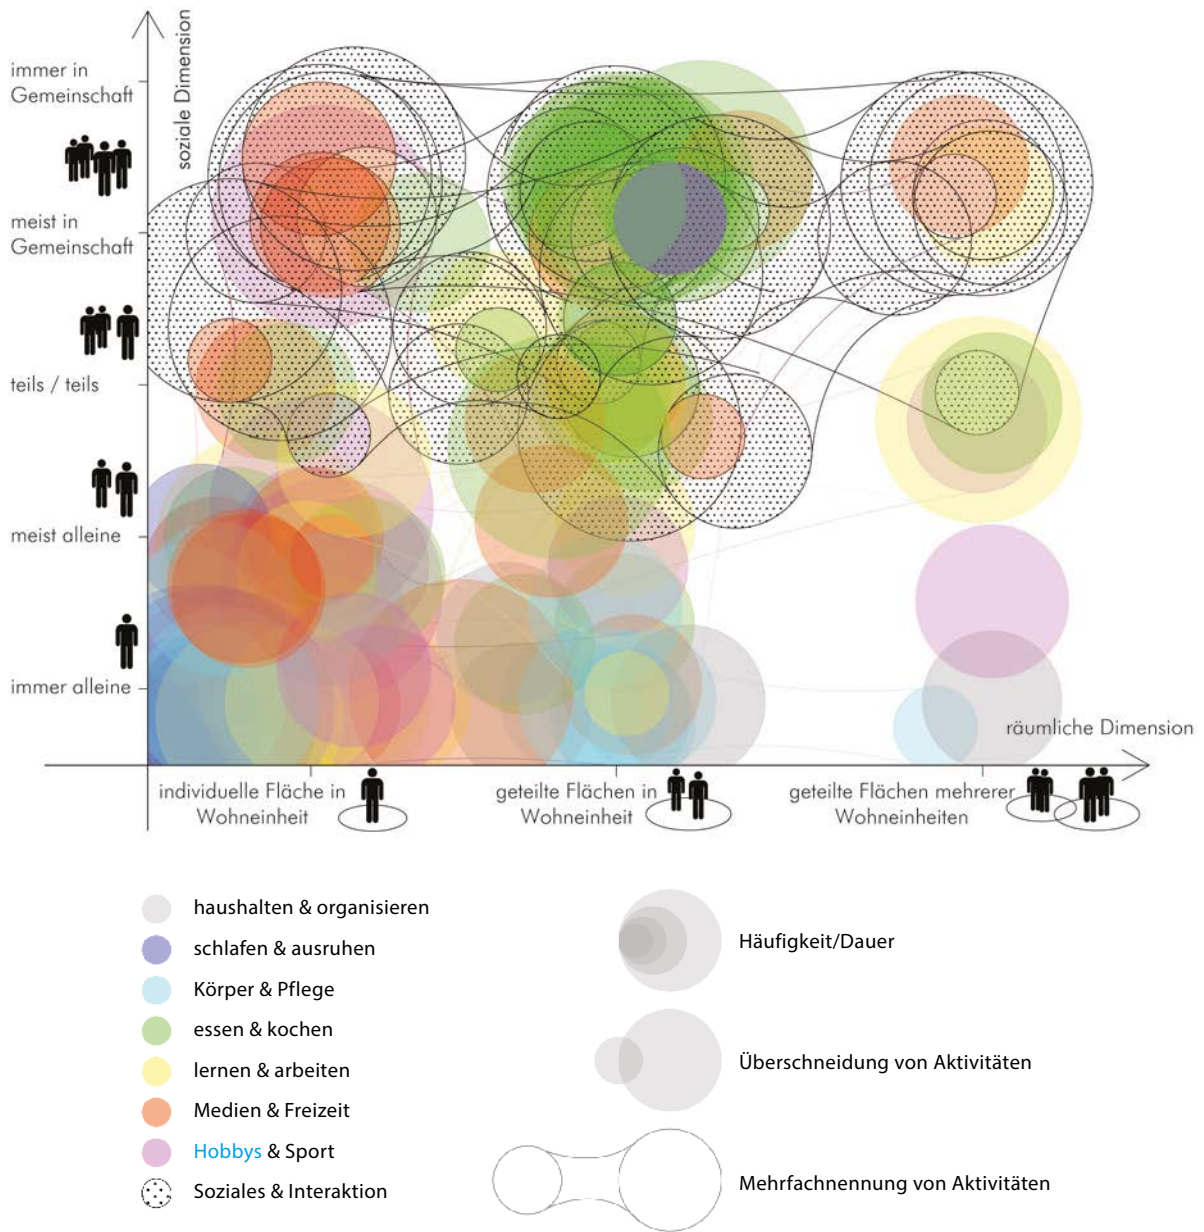 soziale Dimension
immer in
Gemeinschaft
meist in
Gemeinschaft
teils / teils
meist alleine
immer alleine
räumliche Dimension
individuelle Fläche in
Wohneinheit
geteilte Flächen in
Wohneinheit
geteilte Flächen mehrerer
Wohneinheiten
haushalten & organisieren
schlafen & ausruhen
Körper & Pflege
essen & kochen
lernen & arbeiten
Medien & Freizeit
Hobbys & Sport
Soziales & Interaktion
Häufigkeit/Dauer
Überschneidung von Aktivitäten
Mehrfachnennung von Aktivitäten